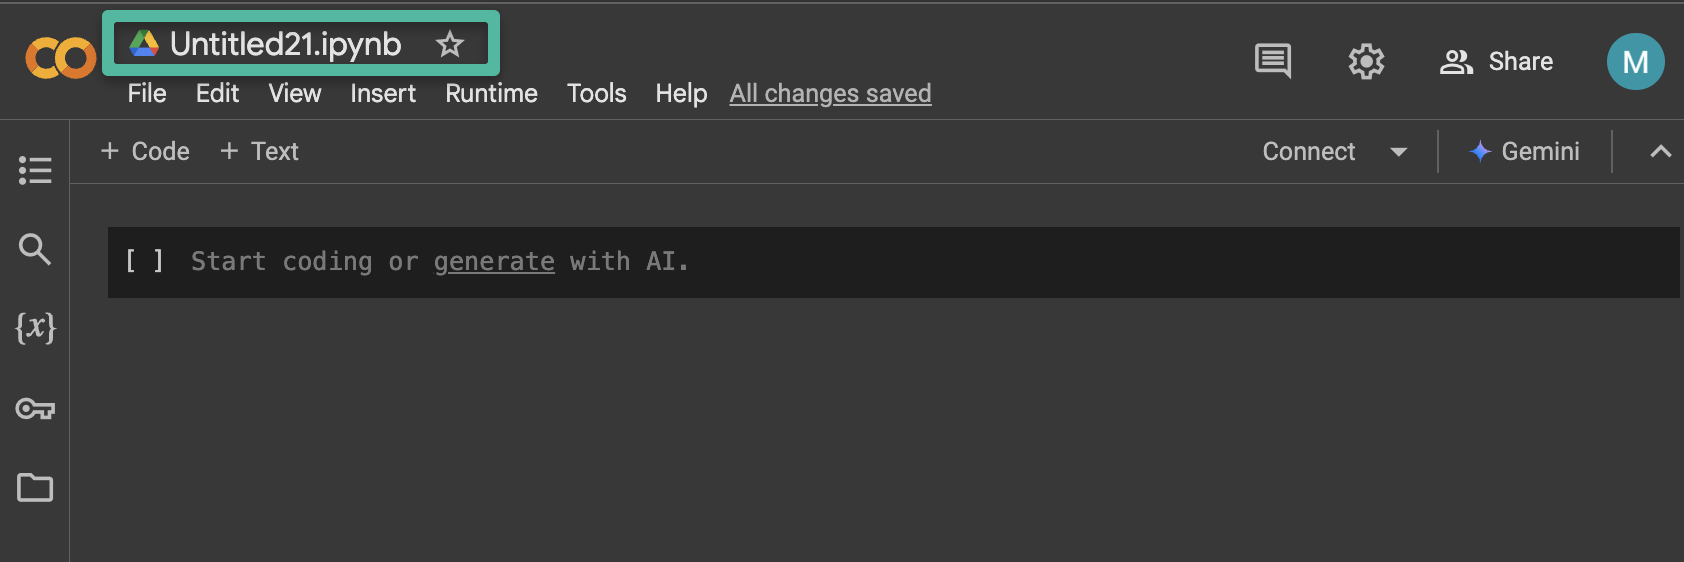 Untitled21.ipynb
File Edit View Insert Runtime Tools Help All changes saved
Share
M
+ Code + Text
Connect
Gemini
{x}
[ ] Start coding or generate with AI.